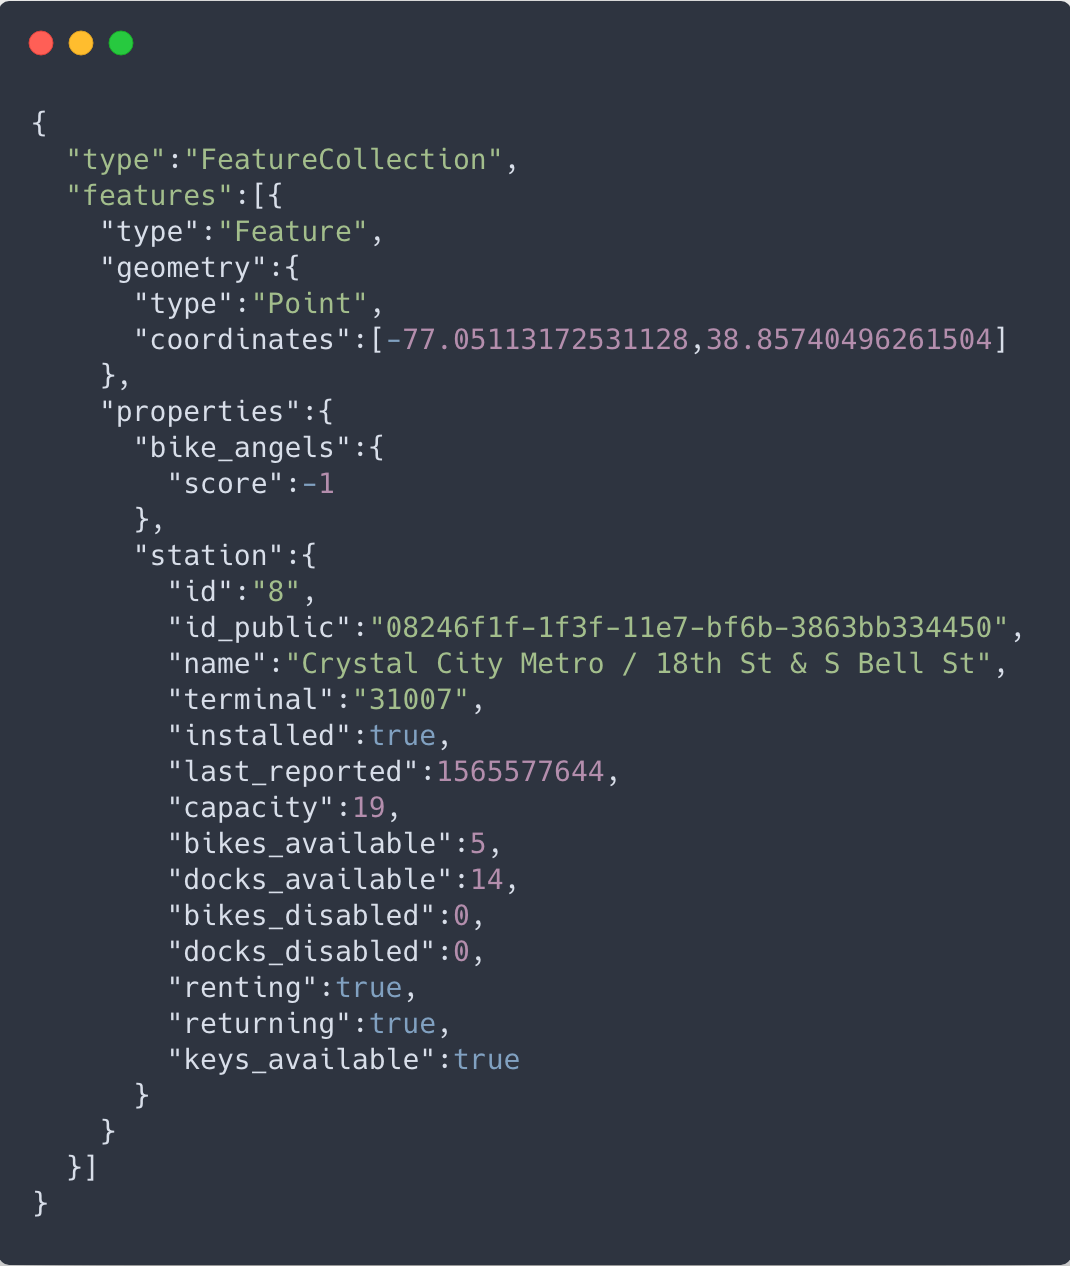 {
  "type":"FeatureCollection",
  "features":[{
    "type":"Feature",
    "geometry":{
      "type":"Point",
      "coordinates":[-77.05113172531128,38.85740496261504]
    },
    "properties":{
      "bike_angels":{
        "score":-1
      },
      "station":{
        "id":"8",
        "id_public":"08246f1f-1f3f-11e7-bf6b-3863bb334450",
        "name":"Crystal City Metro / 18th St & S Bell St",
        "terminal":"31007",
        "installed":true,
        "last_reported":1565577644,
        "capacity":19,
        "bikes_available":5,
        "docks_available":14,
        "bikes_disabled":0,
        "docks_disabled":0,
        "renting":true,
        "returning":true,
        "keys_available":true
      }
    }
  }]
}